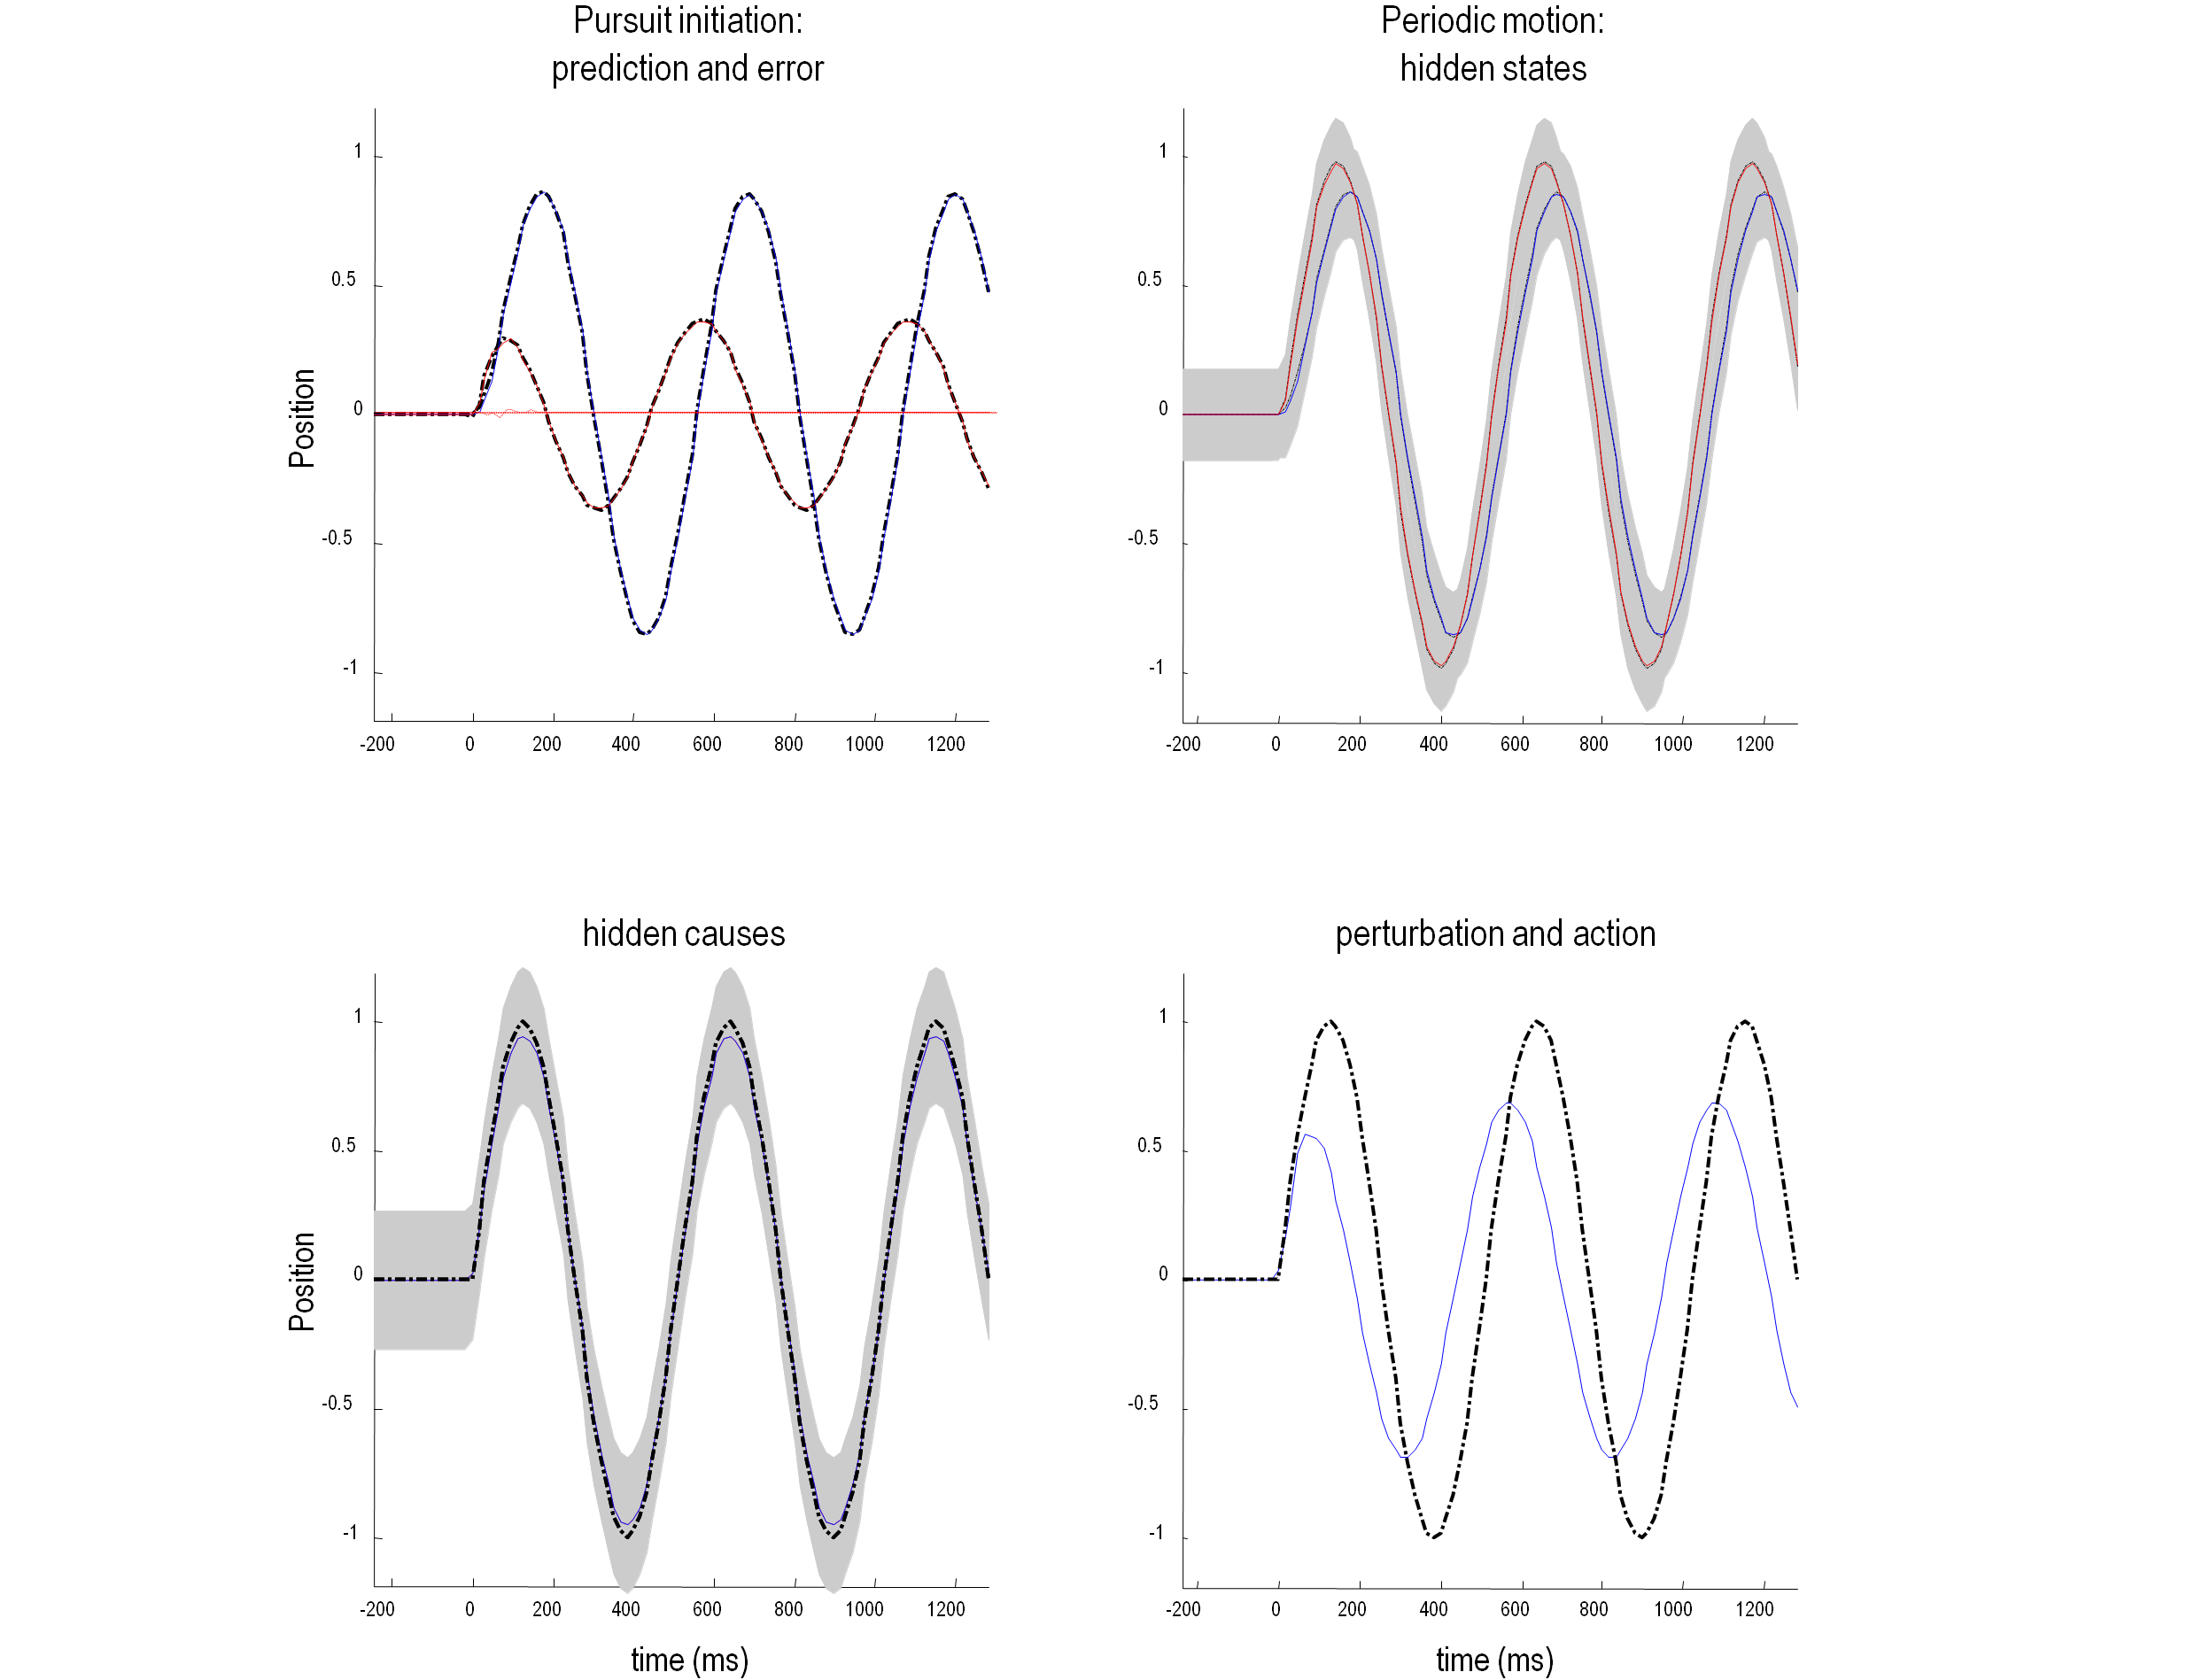 Pursuit initiation:
prediction and error
1
0.5
0
-0.5
-1
Position
-200 0 200 400 600 800 1000 1200
Periodic motion:
hidden states
1
0.5
0
-0.5
-1
-200 0 200 400 600 800 1000 1200
hidden causes
1
0.5
0
-0.5
-1
Position
-200 0 200 400 600 800 1000 1200
time (ms)
perturbation and action
1
0.5
0
-0.5
-1
-200 0 200 400 600 800 1000 1200
time (ms)